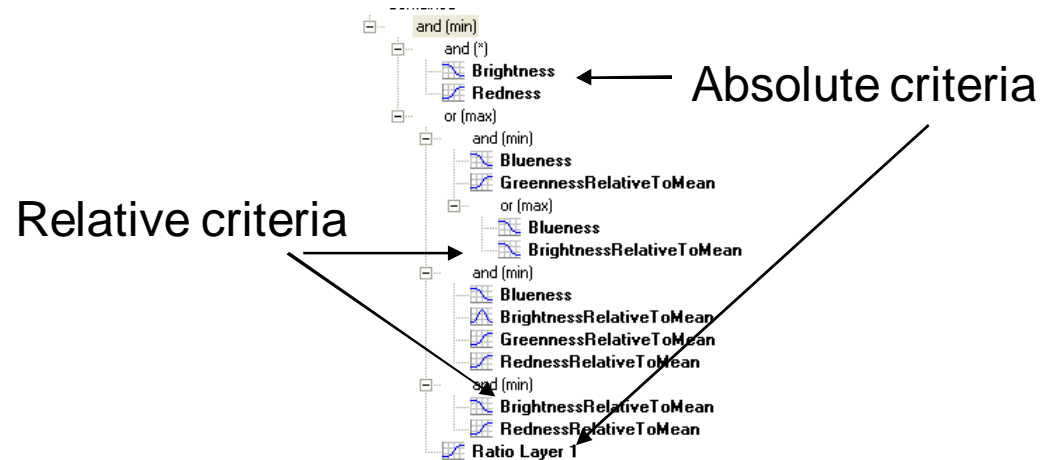 and (min)
and (*)
Brightness
Redness
or (max)
and (min)
Blueness
GreennessRelativeToMean
or (max)
Blueness
BrightnessRelativeToMean
and (min)
Blueness
BrightnessRelativeToMean
GreennessRelativeToMean
RednessRelativeToMean
and (min)
BrightnessRelativeToMean
RednessRelativeToMean
Ratio Layer 1
Absolute criteria
Relative criteria